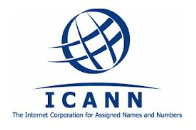 ICANN
The Internet Corporation for Assigned Names and Numbers